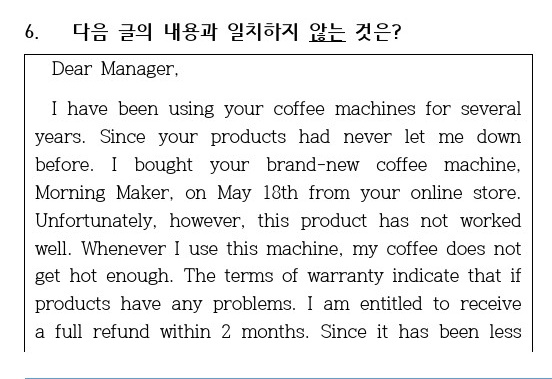 6. 다음 글의 내용과 일치하지 않는 것은?
Dear Manager,
I have been using your coffee machines for several
years. Since your products had never let me down
before. I bought your brand-new coffee machine,
Morning Maker, on May 18th from your online store.
Unfortunately, however, this product has not worked
well. Whenever I use this machine, my coffee does not
get hot enough. The terms of warranty indicate that if
products have any problems. I am entitled to receive
a full refund within 2 months. Since it has been less